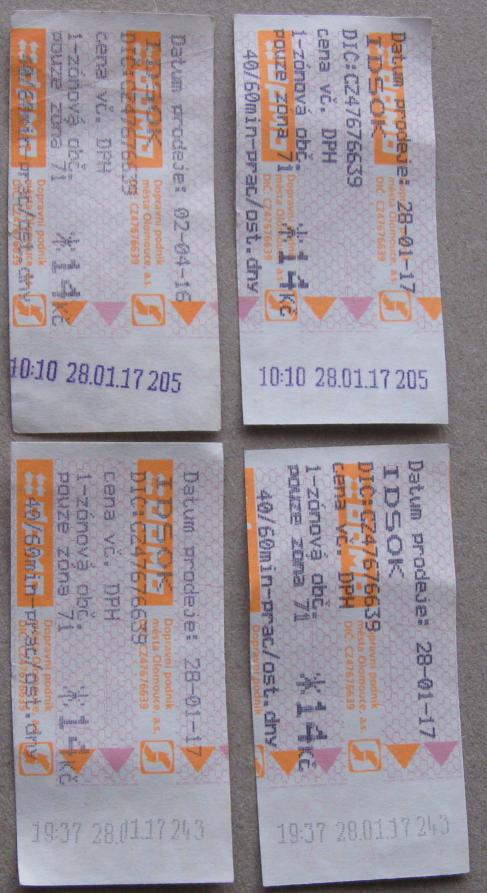 Datum prodeje: 02-04-16
IDSOK
DIC:CZ47676639
cena vč. DPH
1-zónová obč. *14Kč
pouze zóna 71
40/60min-prac/ost.dny
Dopravní podnik
města Olomouce a.s.
DIČ CZ47676639
10:10 28.01.17 205
Datum prodeje: 28-01-17
IDSOK
DIC:CZ47676639
cena vč. DPH
1-zónová obč. *14Kč
pouze zóna 71
40/60min-prac/ost.dny
Dopravní podnik
města Olomouce a.s.
DIČ CZ47676639
10:10 28.01.17 205
Datum prodeje: 28-01-17
IDSOK
DIC:CZ47676639
cena vč. DPH
1-zónová obč. *14Kč
pouze zóna 71
40/60min-prac/ost.dny
Dopravní podnik
města Olomouce a.s.
DIČ CZ47676639
19:37 28.01.17 243
Datum prodeje: 28-01-17
IDSOK
DIC:CZ47676639
cena vč. DPH
1-zónová obč. *14Kč
pouze zóna 71
40/60min-prac/ost.dny
Dopravní podnik
města Olomouce a.s.
DIČ CZ47676639
19:37 28.01.17 243